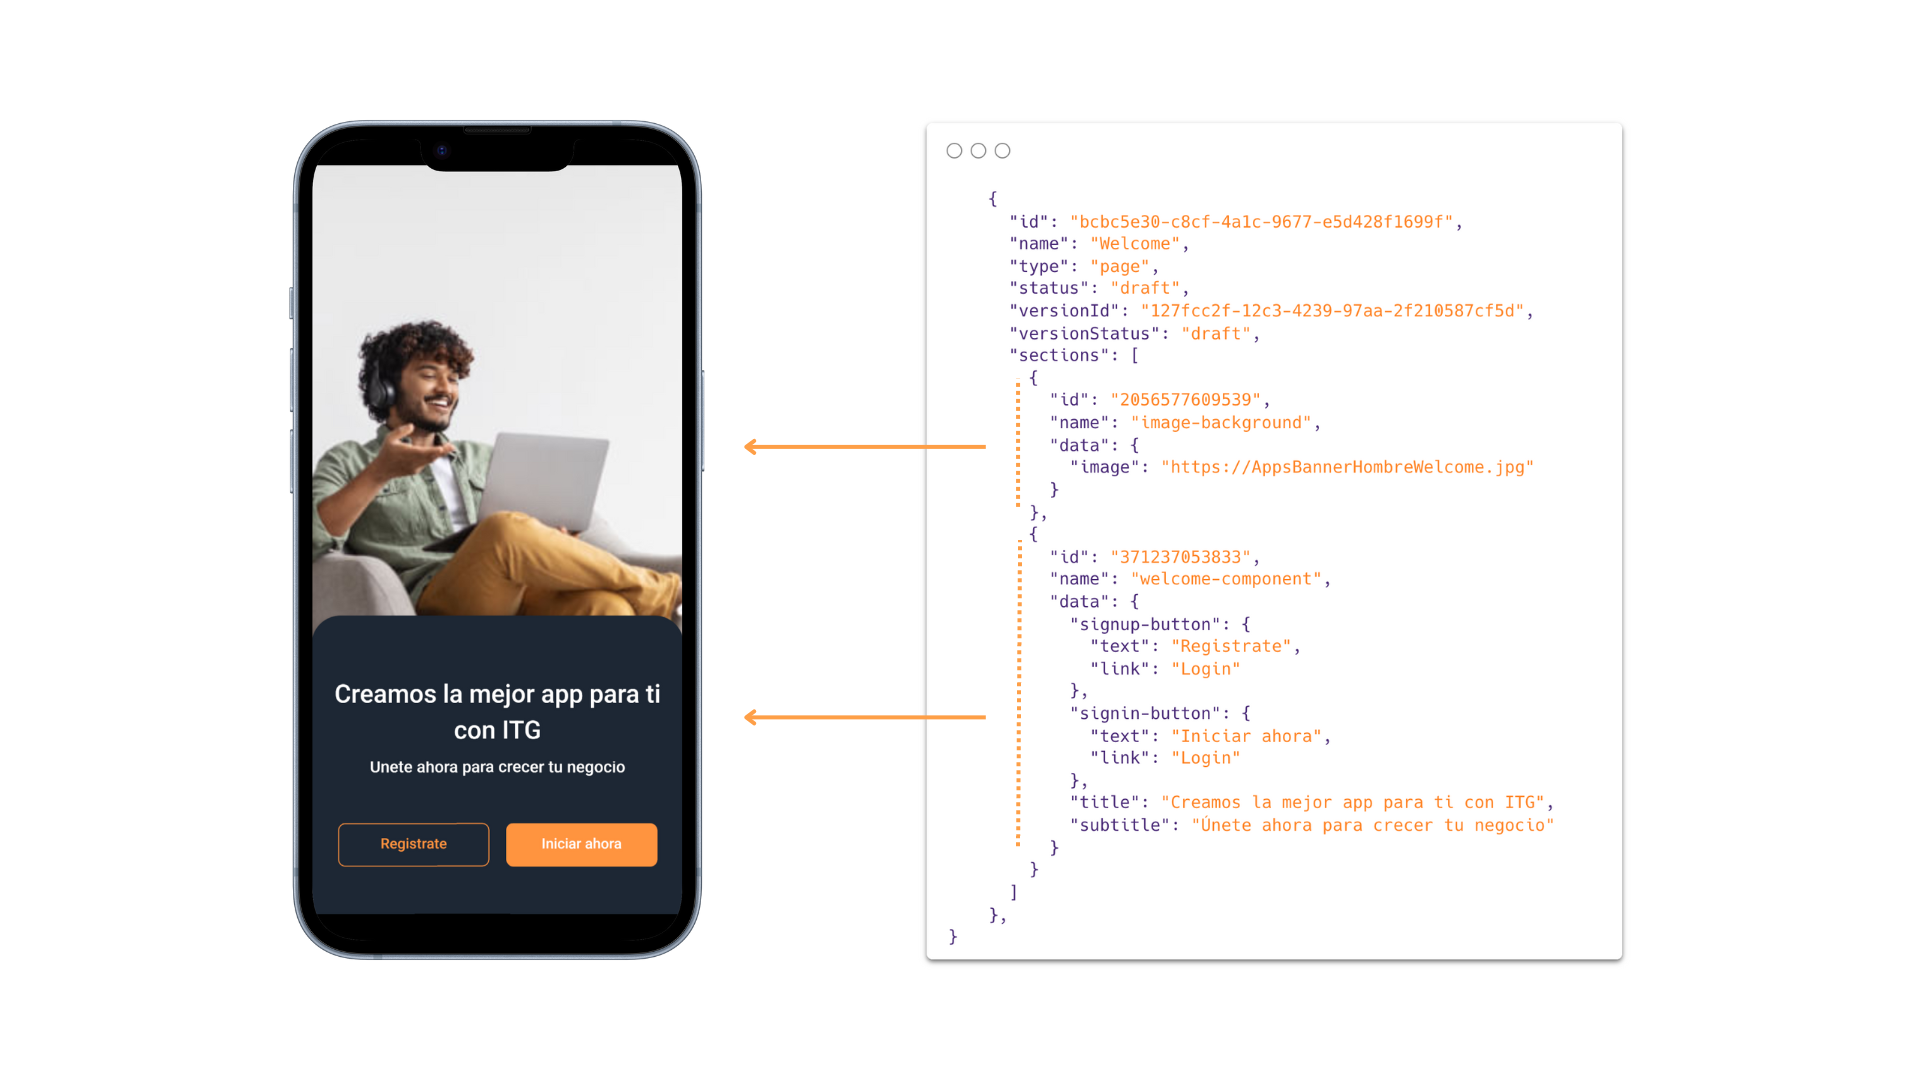 Creamos la mejor app para ti
con ITG
Unete ahora para crecer tu negocio
Registrate
Iniciar ahora
{
"id": "bcbc5e30-c8cf-4a1c-9677-e5d428f1699f",
"name": "Welcome",
"type": "page",
"status": "draft",
"versionId": "127fcc2f-12c3-4239-97aa-2f210587cf5d",
"versionStatus": "draft",
"sections": [
{
"id": "2056577609539",
"name": "image-background",
"data": {
"image": "https://AppsBannerHombreWelcome.jpg"
}
},
{
"id": "371237053833",
"name": "welcome-component",
"data": {
"signup-button": {
"text": "Registrate",
"link": "Login"
},
"signin-button": {
"text": "Iniciar ahora",
"link": "Login"
},
"title": "Creamos la mejor app para ti con ITG",
"subtitle": "Únete ahora para crecer tu negocio"
}
}
]
},
}